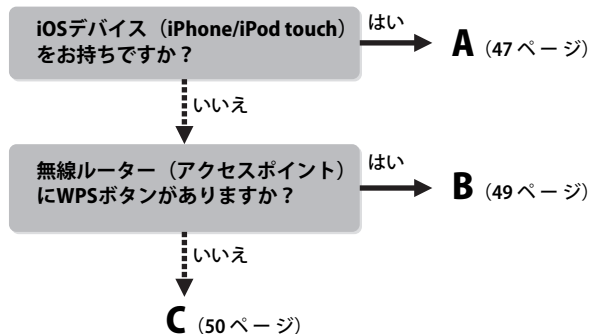 iOSデバイス（iPhone/iPod touch）
をお持ちですか？
はい
A（47ページ）
いいえ
無線ルーター（アクセスポイント）
にWPSボタンがありますか？
はい
B（49ページ）
いいえ
C（50ページ）